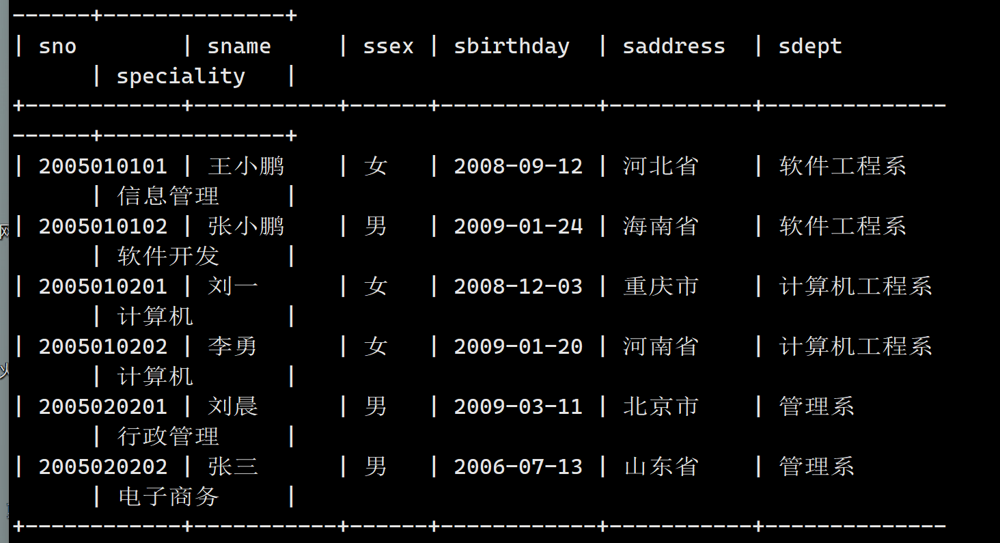 ------+--------------+
| sno        | sname     | ssex | sbirthday  | saddress  | sdept
      | speciality   |
+------------+-----------+------+------------+-----------+--------------
------+--------------+
| 2005010101 | 王小鹏    | 女   | 2008-09-12 | 河北省    | 软件工程系
      | 信息管理     |
| 2005010102 | 张小鹏    | 男   | 2009-01-24 | 海南省    | 软件工程系
      | 软件开发     |
| 2005010201 | 刘一      | 女   | 2008-12-03 | 重庆市    | 计算机工程系
      | 计算机       |
| 2005010202 | 李勇      | 女   | 2009-01-20 | 河南省    | 计算机工程系
      | 计算机       |
| 2005020201 | 刘晨      | 男   | 2009-03-11 | 北京市    | 管理系
      | 行政管理     |
| 2005020202 | 张三      | 男   | 2006-07-13 | 山东省    | 管理系
      | 电子商务     |
+------------+-----------+------+------------+-----------+--------------